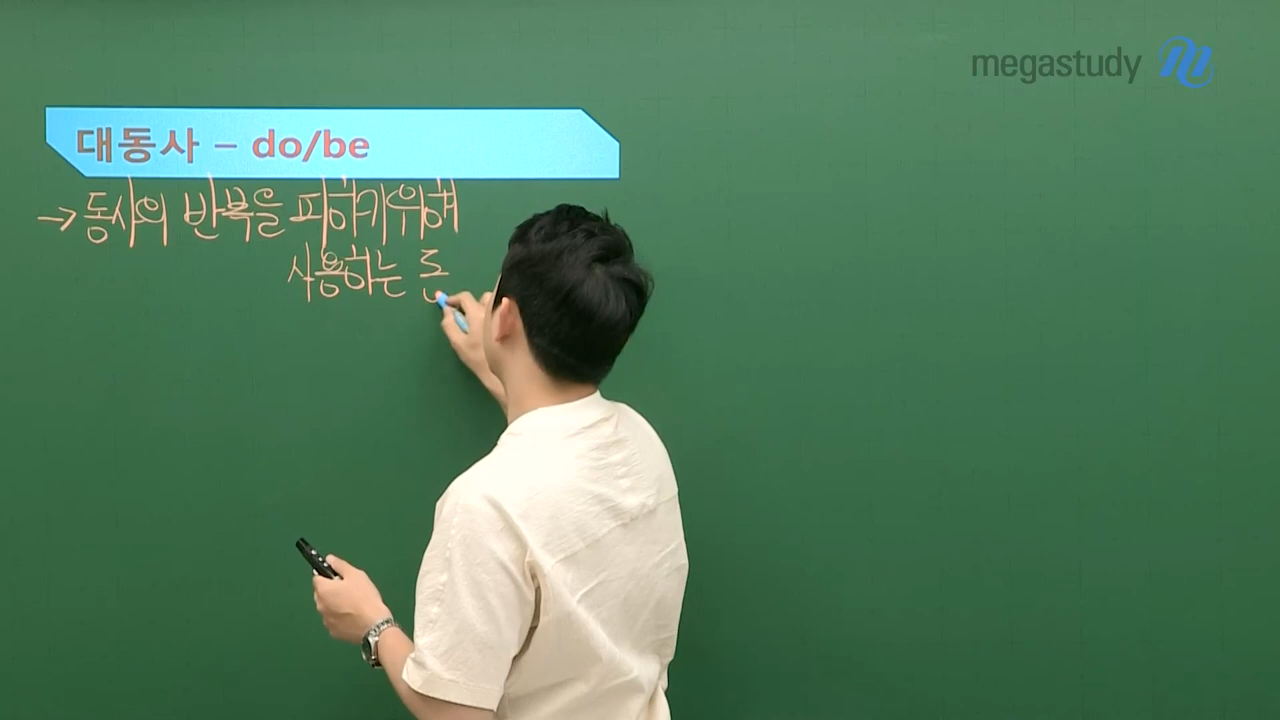 megastudy
대동사 – do/be
→ 동사의 반복을 피하기위해
사용하는